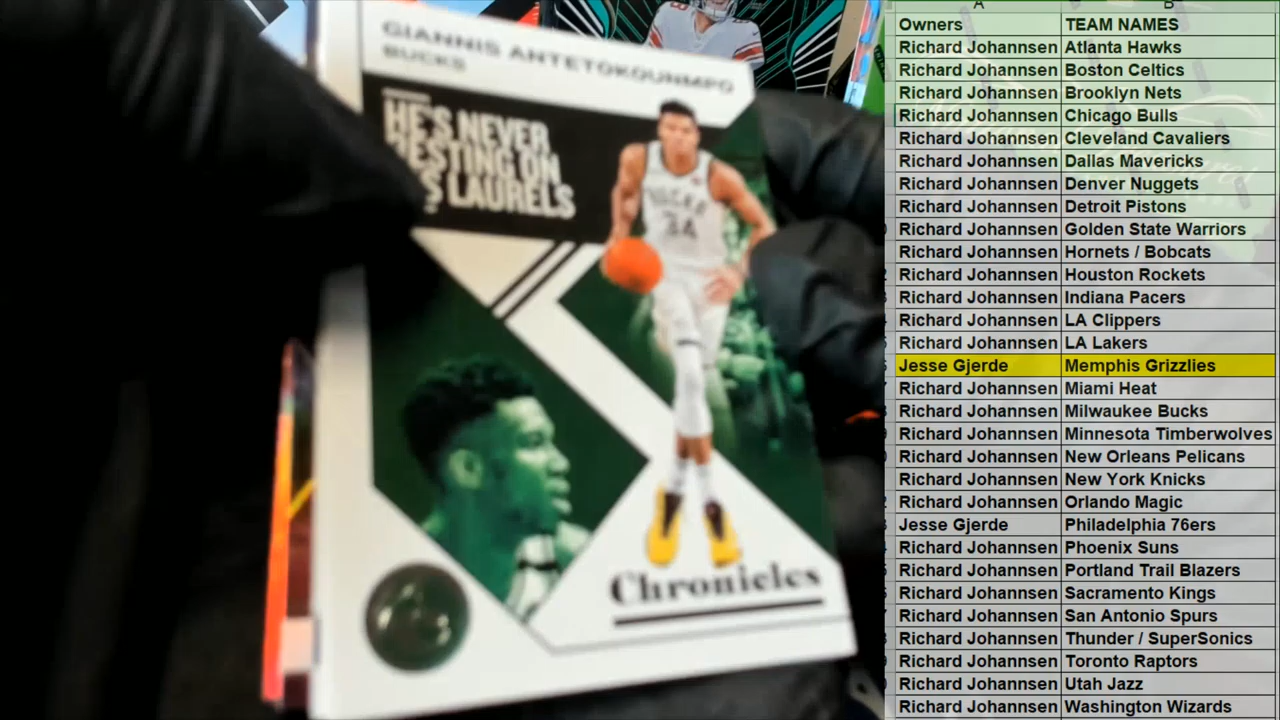 GIANNIS ANTETOKOUNMPO
BUCKS
HE'S NEVER
RESTING ON
HIS LAURELS
BUCKS
34
Chronicles
A B
Owners TEAM NAMES
Richard Johannsen Atlanta Hawks
Richard Johannsen Boston Celtics
Richard Johannsen Brooklyn Nets
Richard Johannsen Chicago Bulls
Richard Johannsen Cleveland Cavaliers
Richard Johannsen Dallas Mavericks
Richard Johannsen Denver Nuggets
Richard Johannsen Detroit Pistons
Richard Johannsen Golden State Warriors
Richard Johannsen Hornets / Bobcats
Richard Johannsen Houston Rockets
Richard Johannsen Indiana Pacers
Richard Johannsen LA Clippers
Richard Johannsen LA Lakers
Jesse Gjerde Memphis Grizzlies
Richard Johannsen Miami Heat
Richard Johannsen Milwaukee Bucks
Richard Johannsen Minnesota Timberwolves
Richard Johannsen New Orleans Pelicans
Richard Johannsen New York Knicks
Richard Johannsen Orlando Magic
Jesse Gjerde Philadelphia 76ers
Richard Johannsen Phoenix Suns
Richard Johannsen Portland Trail Blazers
Richard Johannsen Sacramento Kings
Richard Johannsen San Antonio Spurs
Richard Johannsen Thunder / SuperSonics
Richard Johannsen Toronto Raptors
Richard Johannsen Utah Jazz
Richard Johannsen Washington Wizards